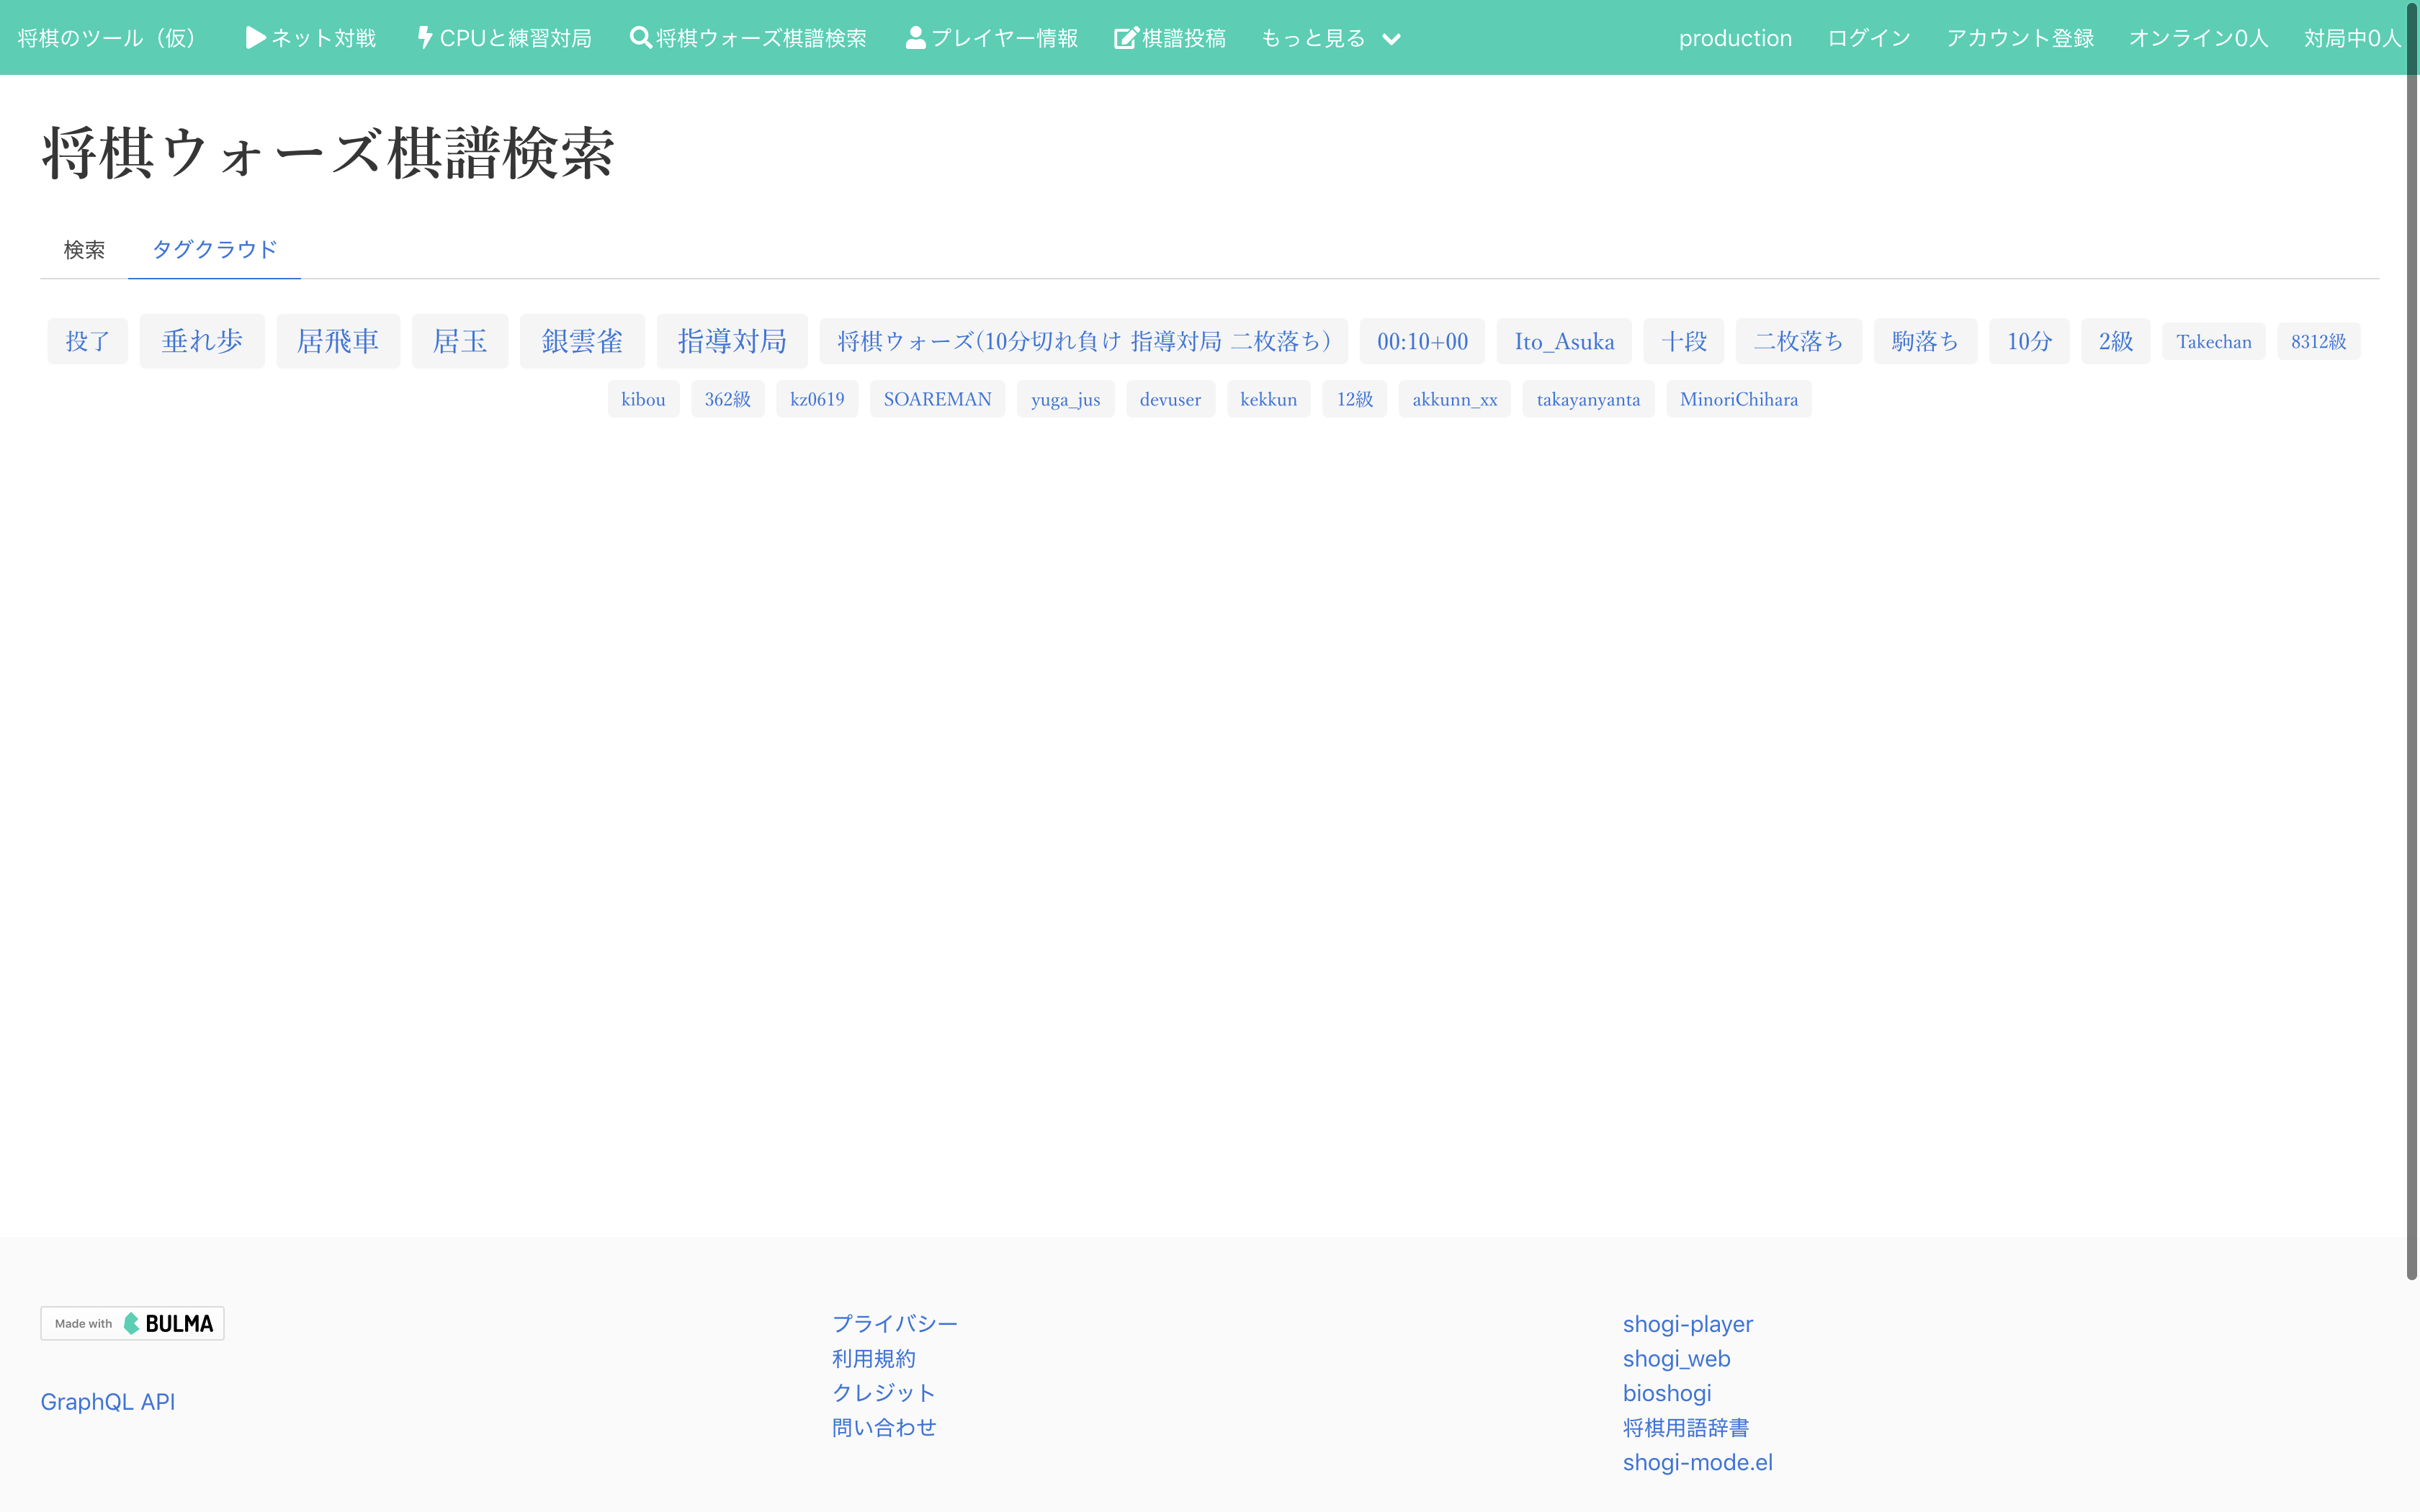 将棋のツール（仮） ネット対戦 CPUと練習対局 将棋ウォーズ棋譜検索 プレイヤー情報 棋譜投稿 もっと見る production ログイン アカウント登録 オンライン0人 対局中0人
将棋ウォーズ棋譜検索
検索 タグクラウド
投了 垂れ歩 居飛車 居玉 銀雲雀 指導対局 将棋ウォーズ(10分切れ負け 指導対局 二枚落ち) 00:10+00 Ito_Asuka 十段 二枚落ち 駒落ち 10分 2級 Takechan 8312級
kibou 362級 kz0619 SOAREMAN yuga_jus devuser kekkun 12級 akkunn_xx takayanyanta MinoriChihara
Made with BULMA
GraphQL API
プライバシー
利用規約
クレジット
問い合わせ
shogi-player
shogi_web
bioshogi
将棋用語辞書
shogi-mode.el